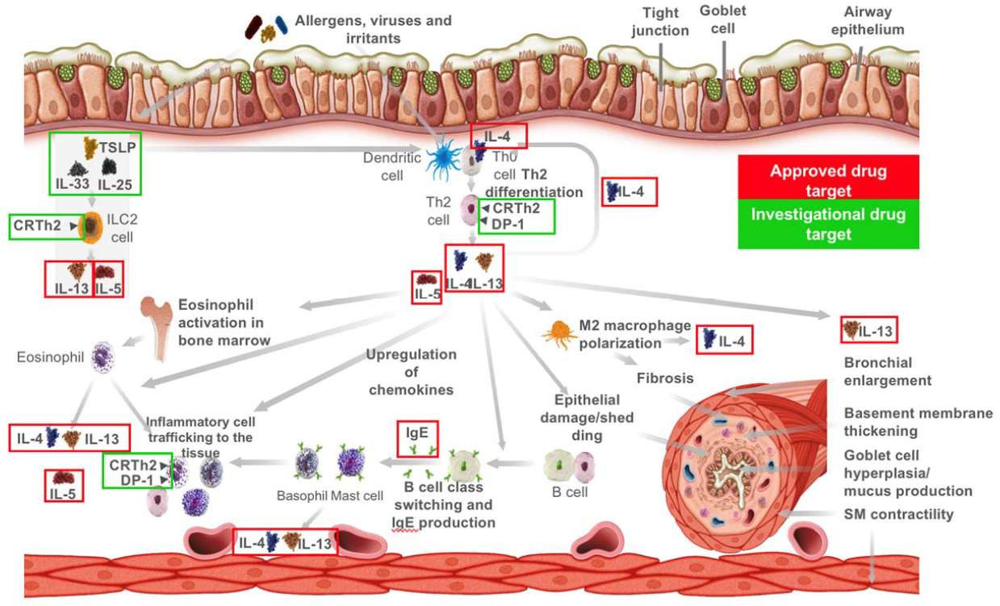 Allergens, viruses and
irritants
Tight
junction
Goblet
cell
Airway
epithelium
TSLP
IL-33
IL-25
CRTh2
ILC2
cell
IL-13
IL-5
Dendritic
cell
IL-4
Th0
cell
Th2
differentiation
Th2
cell
CRTh2
DP-1
IL-4
Approved drug
target
Investigational drug
target
IL-5
IL-4
IL-13
Eosinophil
activation in
bone marrow
Eosinophil
Upregulation
of
chemokines
M2 macrophage
polarization
IL-4
IL-13
Fibrosis
Epithelial
damage/shed
ding
Bronchial
enlargement
Basement membrane
thickening
Goblet cell
hyperplasia/
mucus production
SM contractility
IL-4
IL-13
IL-5
Inflammatory cell
trafficking to the
tissue
CRTh2
DP-1
Basophil
Mast cell
IgE
B cell class
switching and
IgE production
B cell
IL-4
IL-13